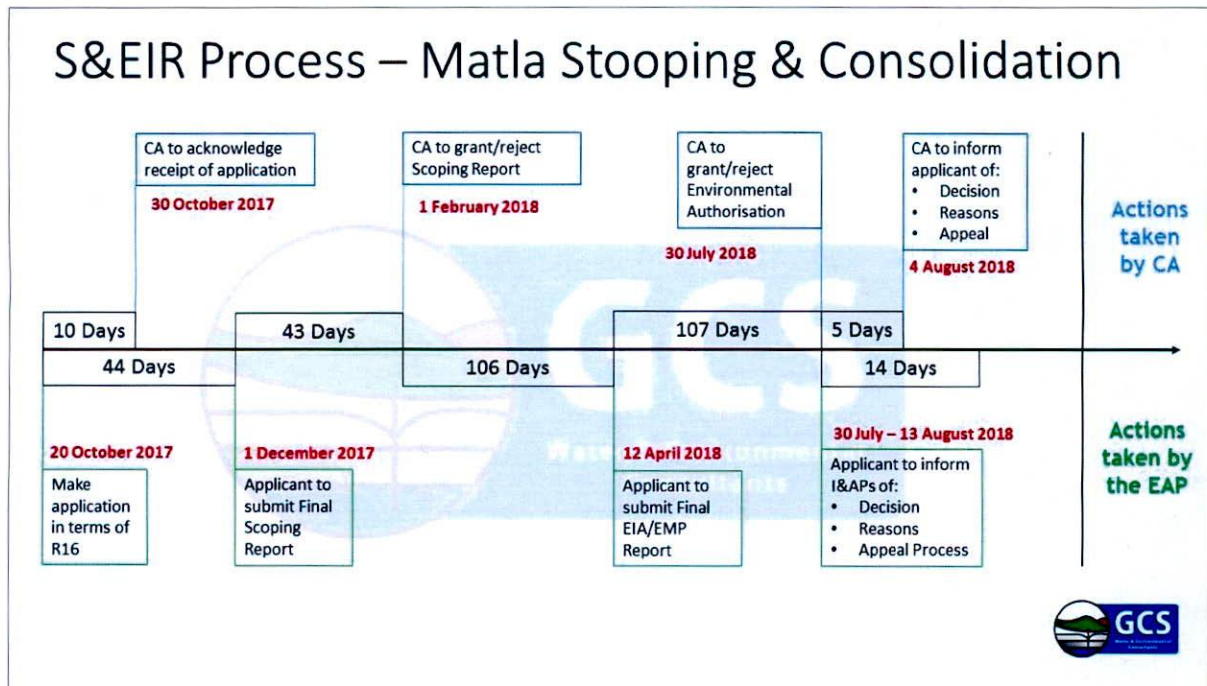 S&EIR Process – Matla Stooping & Consolidation
CA to acknowledge
receipt of application
30 October 2017
CA to grant/reject
Scoping Report
1 February 2018
CA to
grant/reject
Environmental
Authorisation
30 July 2018
CA to inform
applicant of:
• Decision
• Reasons
• Appeal
4 August 2018
Actions
taken
by CA
10 Days
43 Days
107 Days
5 Days
44 Days
106 Days
14 Days
GCS
20 October 2017
Make
application
in terms of
R16
1 December 2017
Applicant to
submit Final
Scoping
Report
12 April 2018
Applicant to
submit Final
EIA/EMP
Report
30 July – 13 August 2018
Applicant to inform
I&APs of:
• Decision
• Reasons
• Appeal Process
Actions
taken by
the EAP
GCS